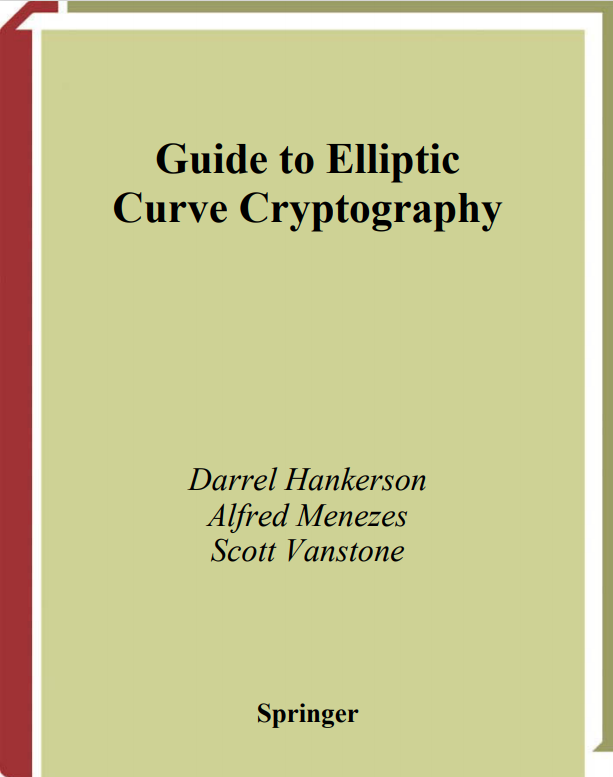 Guide to Elliptic
Curve Cryptography
Darrel Hankerson
Alfred Menezes
Scott Vanstone
Springer